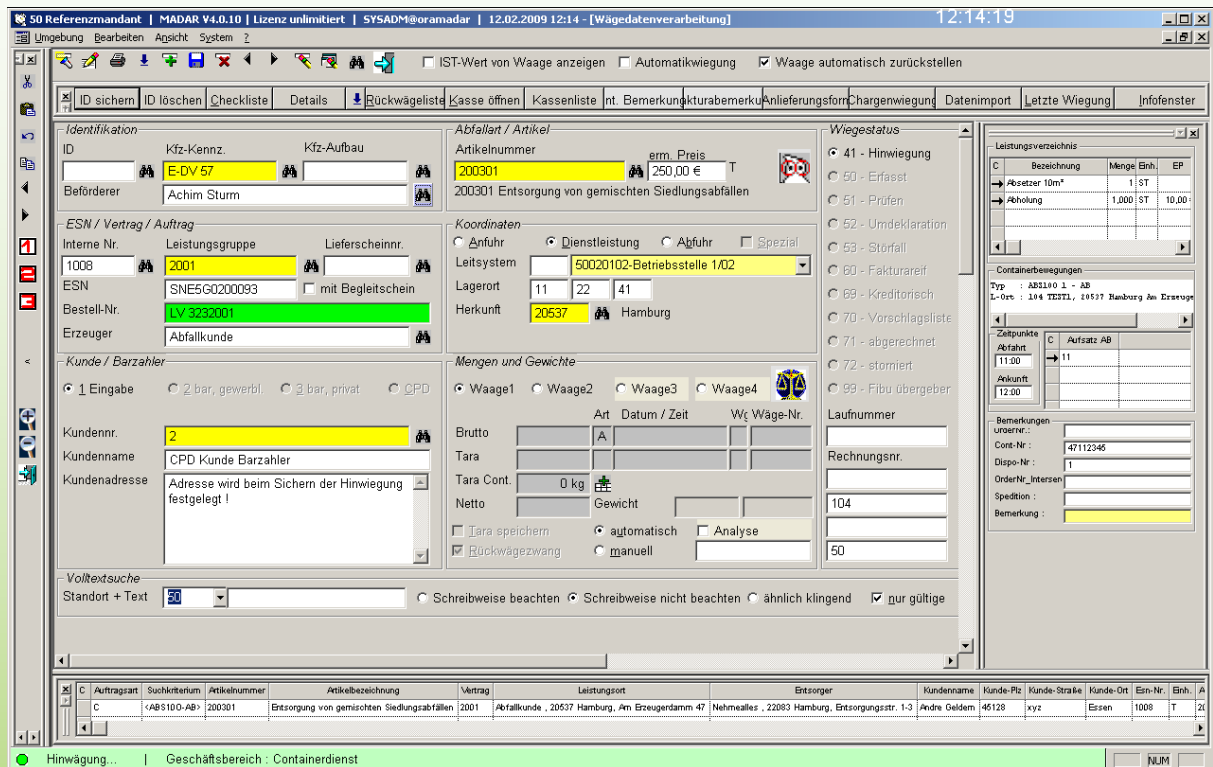 50 Referenzmandant | MADAR V4.0.10 | Lizenz unlimitiert | SYSADM@oramadar | 12.02.2009 12:14 - [Wägedatenverarbeitung]
12:14:19
Umgebung Bearbeiten Ansicht System ?
IST-Wert von Waage anzeigen Automatikwiegung Waage automatisch zurückstellen
ID sichern ID löschen Checkliste Details Rückwägeliste Kasse öffnen Kassenliste nt. Bemerkung akturabemerku Anlieferungsforn Chargenwiegung Datenimport Letzte Wiegung Infofenster
Identifikation
ID Kfz-Kennz. Kfz-Aufbau
E-DV 57
Beförderer Achim Sturm
Abfallart / Artikel
Artikelnummer erm. Preis
200301 250,00 € T
200301 Entsorgung von gemischten Siedlungsabfällen
Wiegestatus
41 - Hinwiegung
50 - Erfasst
51 - Prüfen
52 - Umdeklaration
53 - Störfall
60 - Fakturareif
69 - Kreditorisch
70 - Vorschlagsliste
71 - abgerechnet
72 - storniert
99 - Fibu übergeben
Laufnummer
Rechnungsnr.
104
50
ESN / Vertrag / Auftrag
Interne Nr. Leistungsgruppe Lieferscheinnr.
1008 2001
ESN SNE5G0200093 mit Begleitschein
Bestell-Nr. LV 3232001
Erzeuger Abfallkunde
Koordinaten
Anfuhr Dienstleistung Abfuhr Spezial
Leitsystem 50020102-Betriebsstelle 1/02
Lagerort 11 22 41
Herkunft 20537 Hamburg
Kunde / Barzahler
1 Eingabe 2 bar, gewerbl. 3 bar, privat CPD
Kundennr. 2
Kundenname CPD Kunde Barzahler
Kundenadresse Adresse wird beim Sichern der Hinwiegung
festgelegt !
Mengen und Gewichte
Waage1 Waage2 Waage3 Waage4
Art Datum / Zeit Wg Wäge-Nr.
Brutto A
Tara
Tara Cont. 0 kg
Netto Gewicht
Tara speichern automatisch Analyse
Rückwägezwang manuell
Volltextsuche
Standort + Text 50 Schreibweise beachten Schreibweise nicht beachten ähnlich klingend nur gültige
Leistungsverzeichnis
C Bezeichnung Menge Einh. EP
Absetzer 10m³ 1 ST
Abholung 1,000 ST 10,00
Containerbewegungen
Typ : ABS100 1 - AB
L-Ort : 104 TEST1, 20537 Hamburg Am Erzeuge
Zeitpunkte
Abfahrt
11:00
Ankunft
12:00
C Aufsatz AB
11
Bemerkungen
OrderNr.:
Cont-Nr : 47112345
Dispo-Nr : 1
OrderNr_Intersen
Spedition :
Bemerkung :
C Auftragsart Suchkriterium Artikelnummer Artikelbezeichnung Vertrag Leistungsort Entsorger Kundenname Kunde-Plz Kunde-Straße Kunde-Ort Esn-Nr. Einh. A
C <ABS100-AB> 200301 Entsorgung von gemischten Siedlungsabfällen 2001 Abfallkunde , 20537 Hamburg, Am Erzeugerdamm 47 Nehmealles , 22083 Hamburg, Entsorgungsstr. 1-3 Andre Geldern 45128 xyz Essen 1008 T 20
Hinwägung... | Geschäftsbereich : Containerdienst
NUM